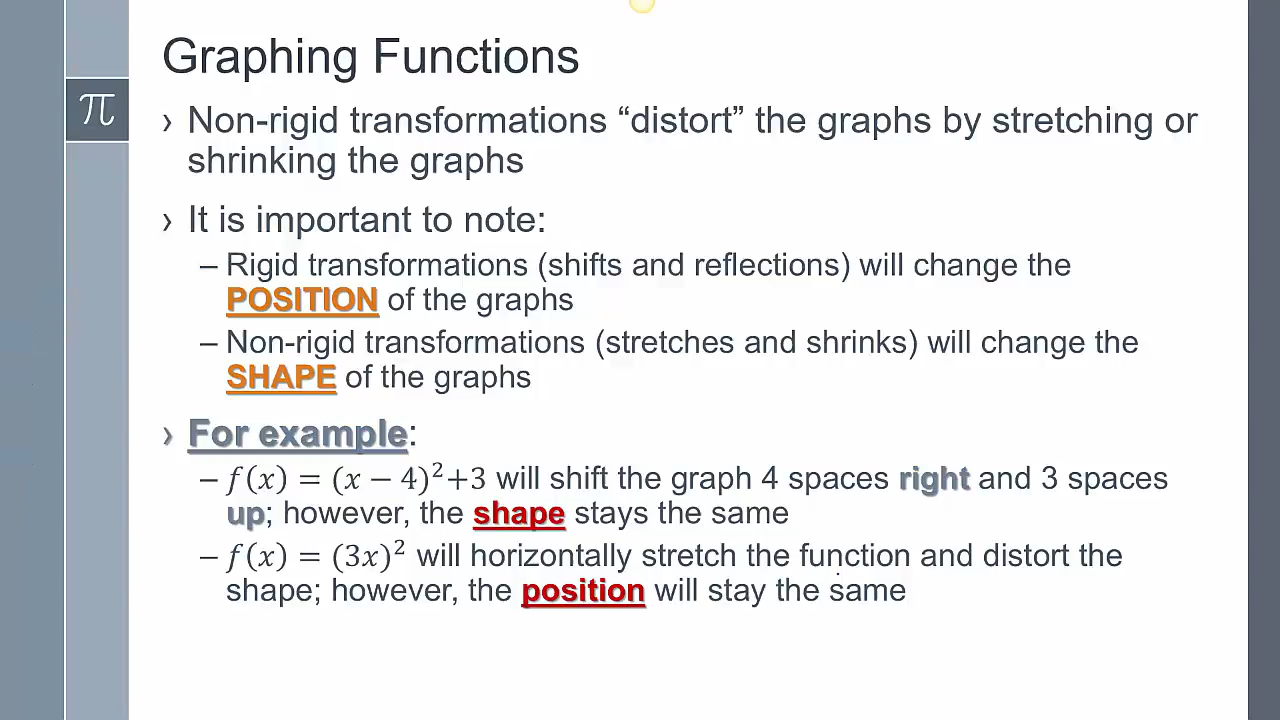 Graphing Functions
π
› Non-rigid transformations “distort” the graphs by stretching or
shrinking the graphs
› It is important to note:
– Rigid transformations (shifts and reflections) will change the
POSITION of the graphs
– Non-rigid transformations (stretches and shrinks) will change the
SHAPE of the graphs
› For example:
– f(x) = (x − 4)²+3 will shift the graph 4 spaces right and 3 spaces
up; however, the shape stays the same
– f(x) = (3x)² will horizontally stretch the function and distort the
shape; however, the position will stay the same